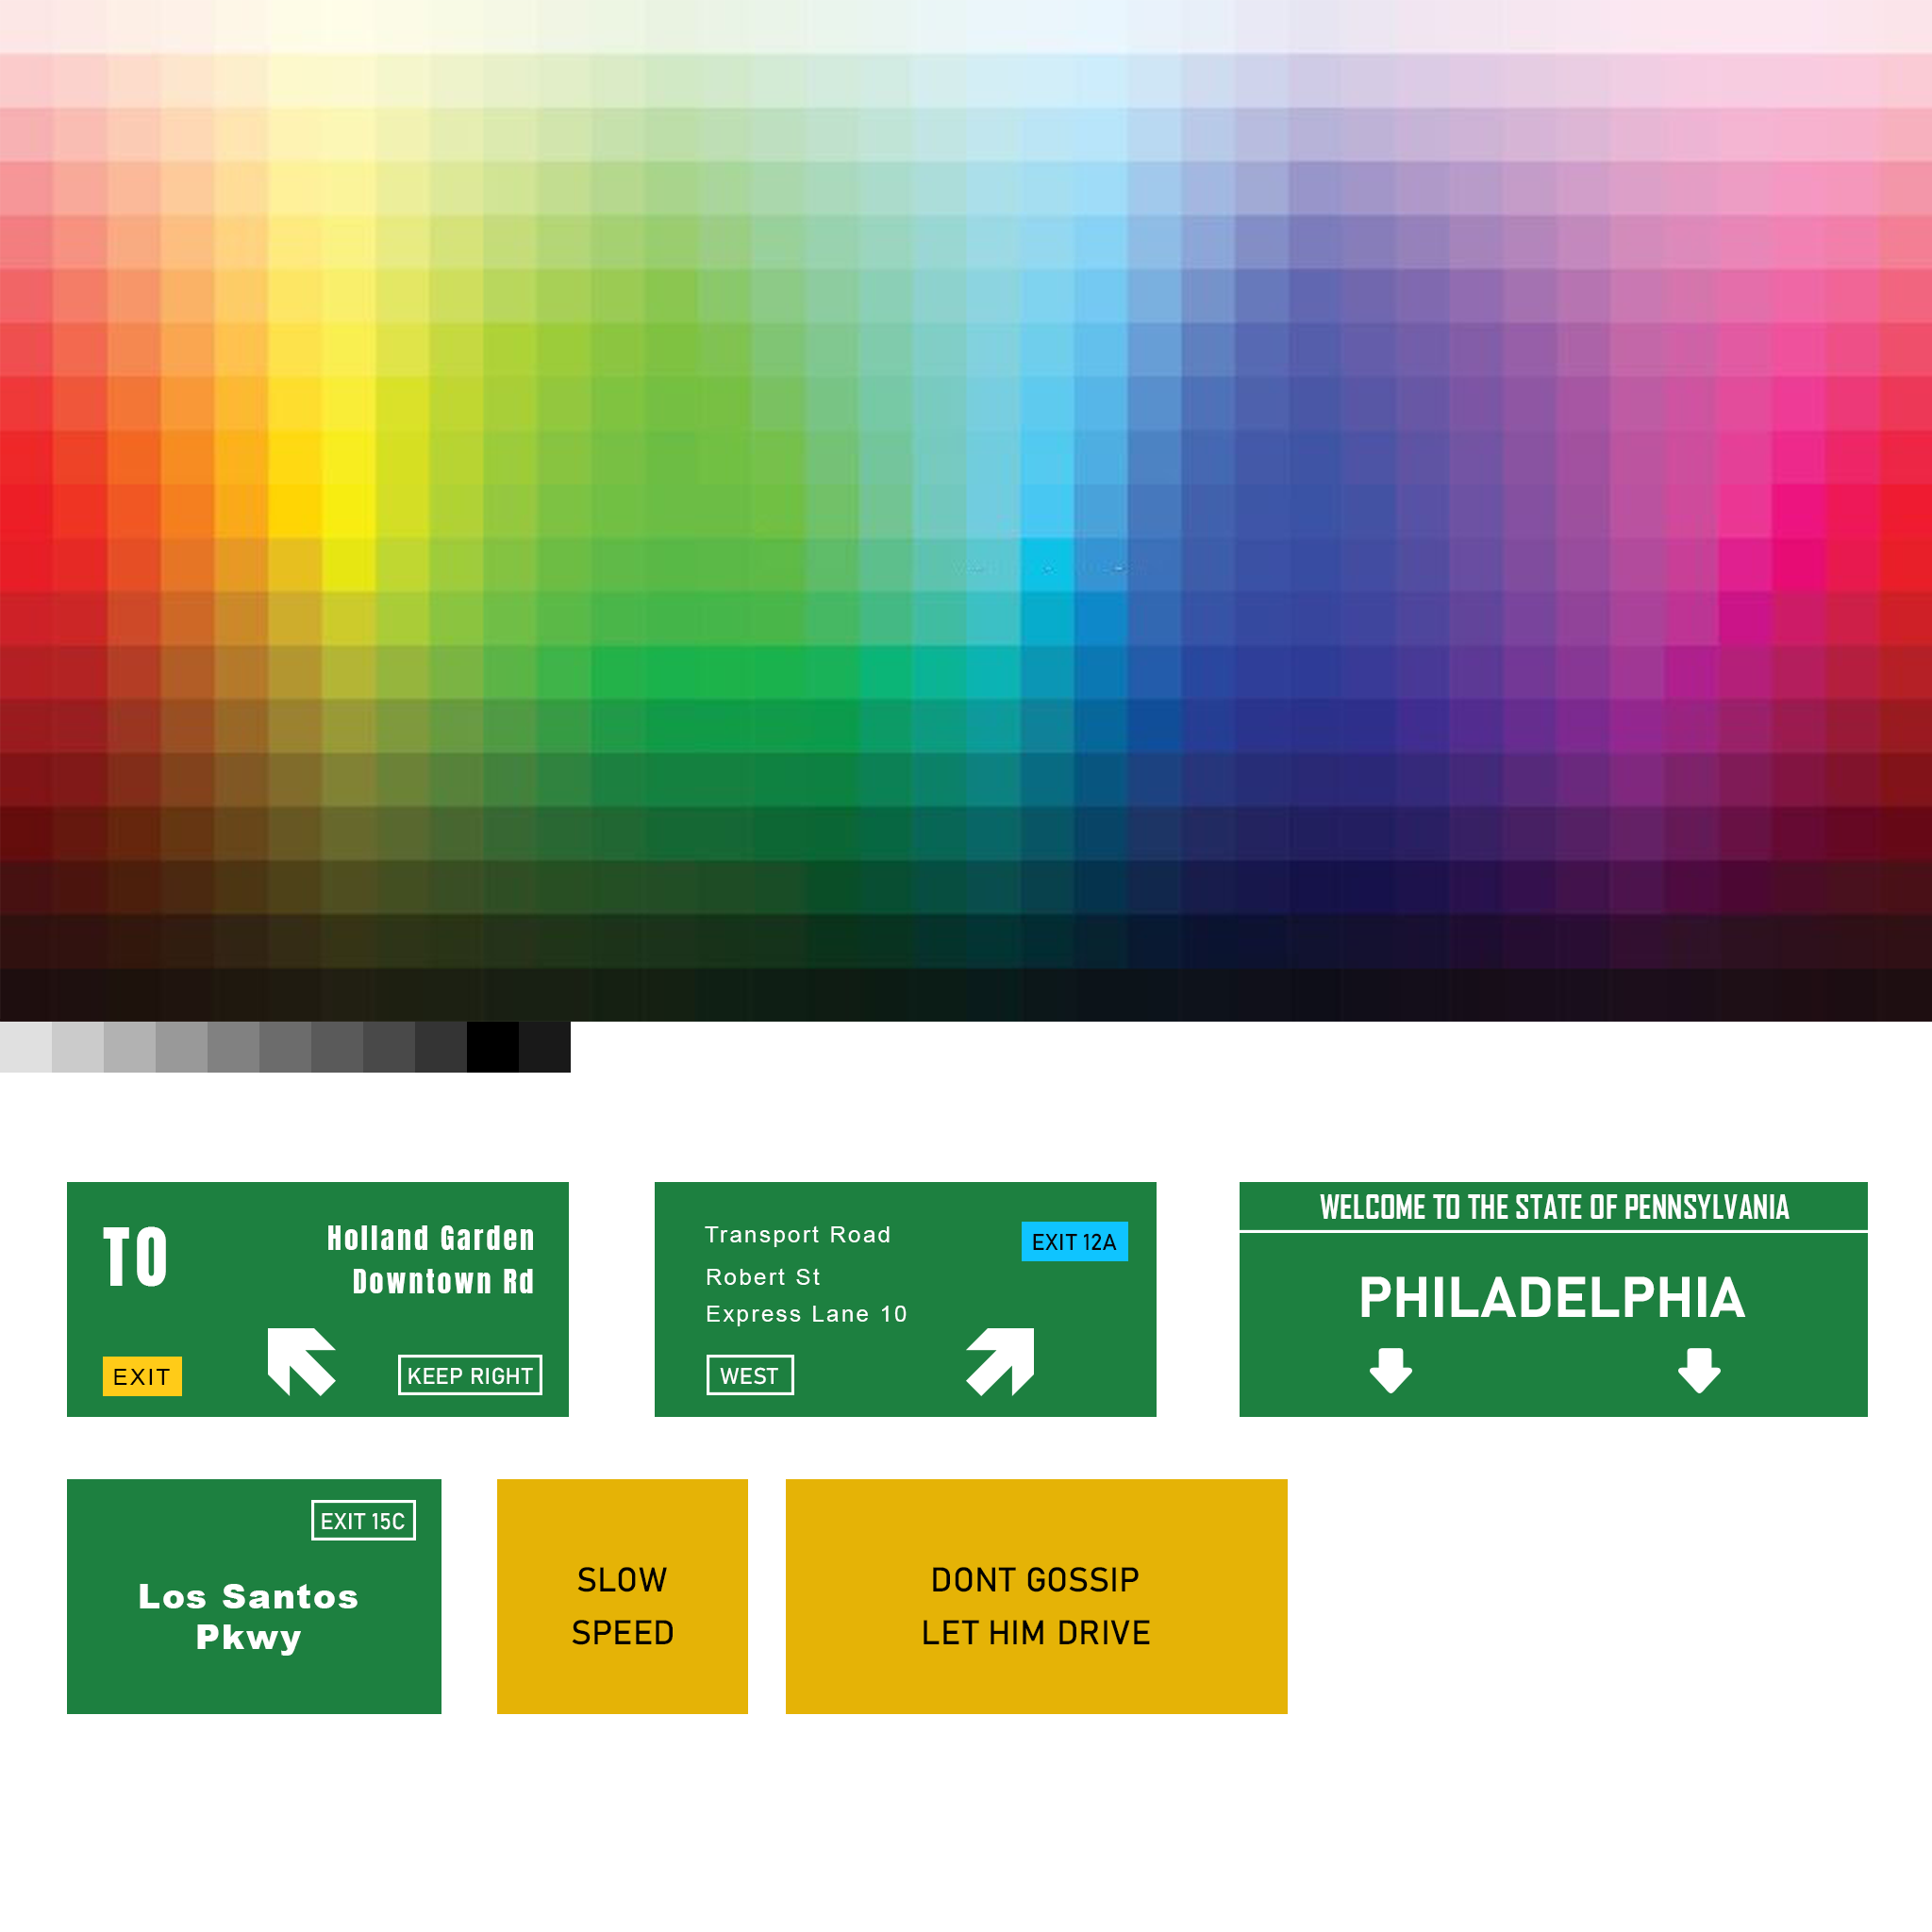 TO
Holland Garden
Downtown Rd
EXIT
KEEP RIGHT
Transport Road
EXIT 12A
Robert St
Express Lane 10
WEST
WELCOME TO THE STATE OF PENNSYLVANIA
PHILADELPHIA
EXIT 15C
Los Santos
Pkwy
SLOW
SPEED
DONT GOSSIP
LET HIM DRIVE